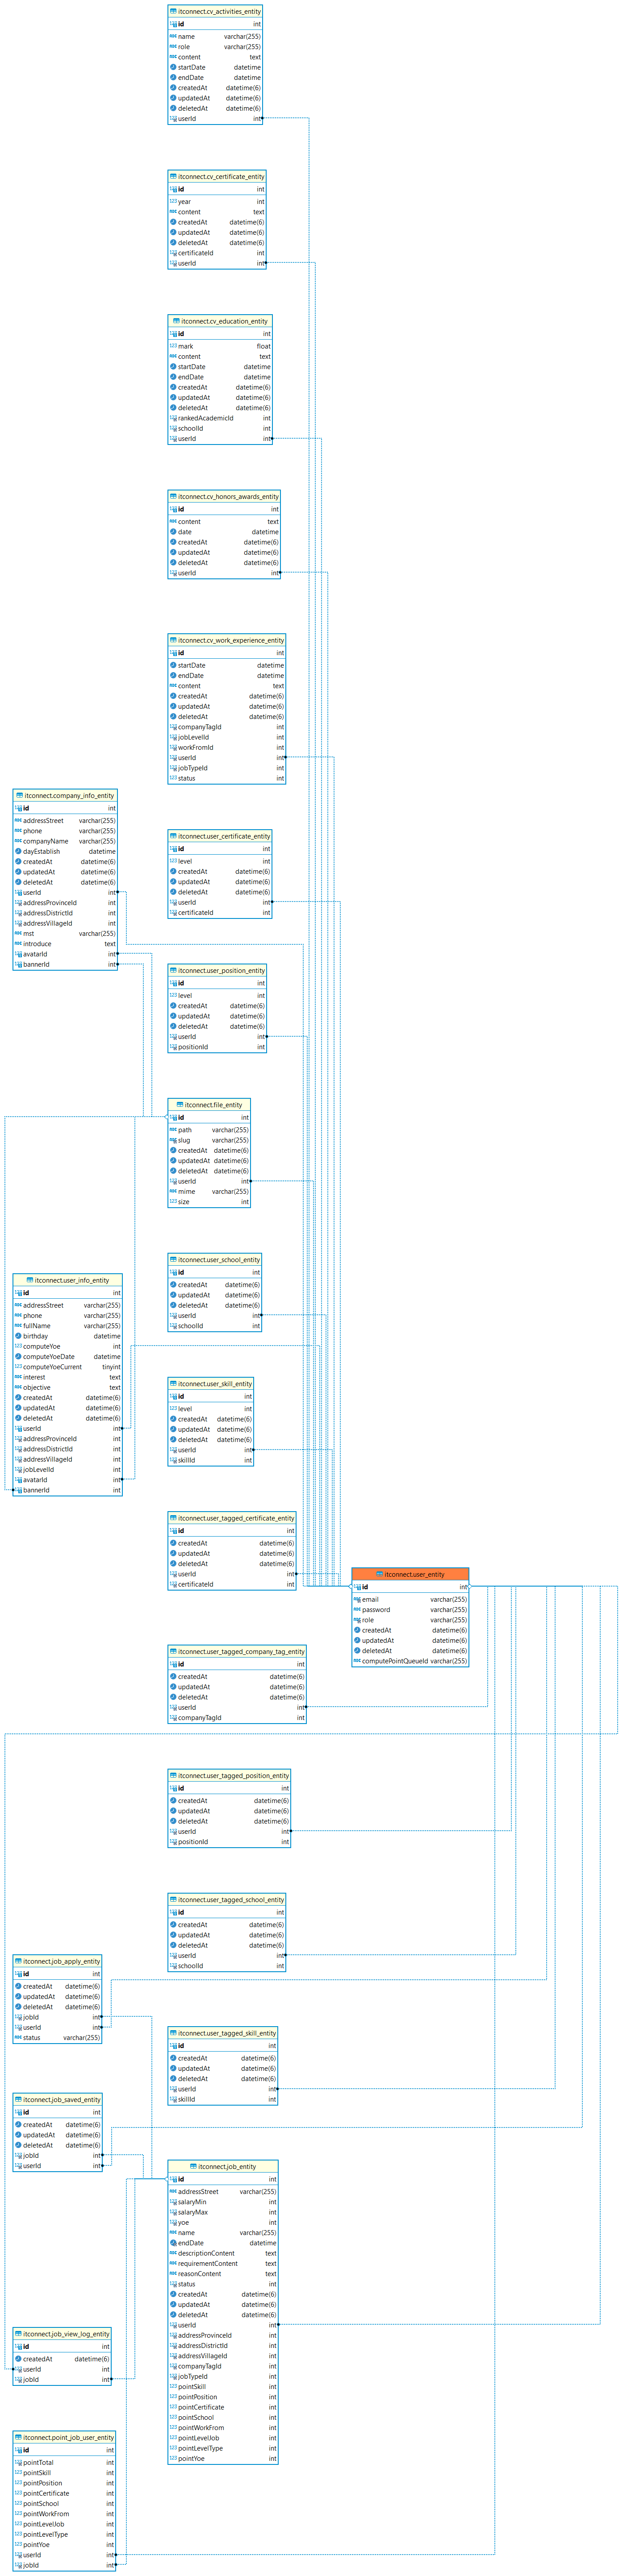 itconnect.cv_activities_entity
id int
name varchar(255)
role varchar(255)
content text
startDate datetime
endDate datetime
createdAt datetime(6)
updatedAt datetime(6)
deletedAt datetime(6)
userId int
itconnect.cv_certificate_entity
id int
year int
content text
createdAt datetime(6)
updatedAt datetime(6)
deletedAt datetime(6)
certificateId int
userId int
itconnect.cv_education_entity
id int
mark float
content text
startDate datetime
endDate datetime
createdAt datetime(6)
updatedAt datetime(6)
deletedAt datetime(6)
rankedAcademicId int
schoolId int
userId int
itconnect.cv_honors_awards_entity
id int
content text
date datetime
createdAt datetime(6)
updatedAt datetime(6)
deletedAt datetime(6)
userId int
itconnect.cv_work_experience_entity
id int
startDate datetime
endDate datetime
content text
createdAt datetime(6)
updatedAt datetime(6)
deletedAt datetime(6)
companyTagId int
jobLevelId int
workFromId int
userId int
jobTypeId int
status int
itconnect.company_info_entity
id int
addressStreet varchar(255)
phone varchar(255)
companyName varchar(255)
dayEstablish datetime
createdAt datetime(6)
updatedAt datetime(6)
deletedAt datetime(6)
userId int
addressProvinceId int
addressDistrictId int
addressVillageId int
mst varchar(255)
introduce text
avatarId int
bannerId int
itconnect.user_certificate_entity
id int
level int
createdAt datetime(6)
updatedAt datetime(6)
deletedAt datetime(6)
userId int
certificateId int
itconnect.user_position_entity
id int
level int
createdAt datetime(6)
updatedAt datetime(6)
deletedAt datetime(6)
userId int
positionId int
itconnect.file_entity
id int
path varchar(255)
slug varchar(255)
createdAt datetime(6)
updatedAt datetime(6)
deletedAt datetime(6)
userId int
mime varchar(255)
size int
itconnect.user_school_entity
id int
createdAt datetime(6)
updatedAt datetime(6)
deletedAt datetime(6)
userId int
schoolId int
itconnect.user_info_entity
id int
addressStreet varchar(255)
phone varchar(255)
fullName varchar(255)
birthday datetime
computeYoe int
computeYoeDate datetime
computeYoeCurrent tinyint
interest text
objective text
createdAt datetime(6)
updatedAt datetime(6)
deletedAt datetime(6)
userId int
addressProvinceId int
addressDistrictId int
addressVillageId int
jobLevelId int
avatarId int
bannerId int
itconnect.user_skill_entity
id int
level int
createdAt datetime(6)
updatedAt datetime(6)
deletedAt datetime(6)
userId int
skillId int
itconnect.user_tagged_certificate_entity
id int
createdAt datetime(6)
updatedAt datetime(6)
deletedAt datetime(6)
userId int
certificateId int
itconnect.user_entity
id int
email varchar(255)
password varchar(255)
role varchar(255)
createdAt datetime(6)
updatedAt datetime(6)
deletedAt datetime(6)
computePointQueueId varchar(255)
itconnect.user_tagged_company_tag_entity
id int
createdAt datetime(6)
updatedAt datetime(6)
deletedAt datetime(6)
userId int
companyTagId int
itconnect.user_tagged_position_entity
id int
createdAt datetime(6)
updatedAt datetime(6)
deletedAt datetime(6)
userId int
positionId int
itconnect.user_tagged_school_entity
id int
createdAt datetime(6)
updatedAt datetime(6)
deletedAt datetime(6)
userId int
schoolId int
itconnect.job_apply_entity
id int
createdAt datetime(6)
updatedAt datetime(6)
deletedAt datetime(6)
jobId int
userId int
status varchar(255)
itconnect.user_tagged_skill_entity
id int
createdAt datetime(6)
updatedAt datetime(6)
deletedAt datetime(6)
userId int
skillId int
itconnect.job_saved_entity
id int
createdAt datetime(6)
updatedAt datetime(6)
deletedAt datetime(6)
jobId int
userId int
itconnect.job_entity
id int
addressStreet varchar(255)
salaryMin int
salaryMax int
yoe int
name varchar(255)
endDate datetime
descriptionContent text
requirementContent text
reasonContent text
status int
createdAt datetime(6)
updatedAt datetime(6)
deletedAt datetime(6)
userId int
addressProvinceId int
addressDistrictId int
addressVillageId int
companyTagId int
jobTypeId int
pointSkill int
pointPosition int
pointCertificate int
pointSchool int
pointWorkFrom int
pointLevelJob int
pointLevelType int
pointYoe int
itconnect.job_view_log_entity
id int
createdAt datetime(6)
userId int
jobId int
itconnect.point_job_user_entity
id int
pointTotal int
pointSkill int
pointPosition int
pointCertificate int
pointSchool int
pointWorkFrom int
pointLevelJob int
pointLevelType int
pointYoe int
userId int
jobId int